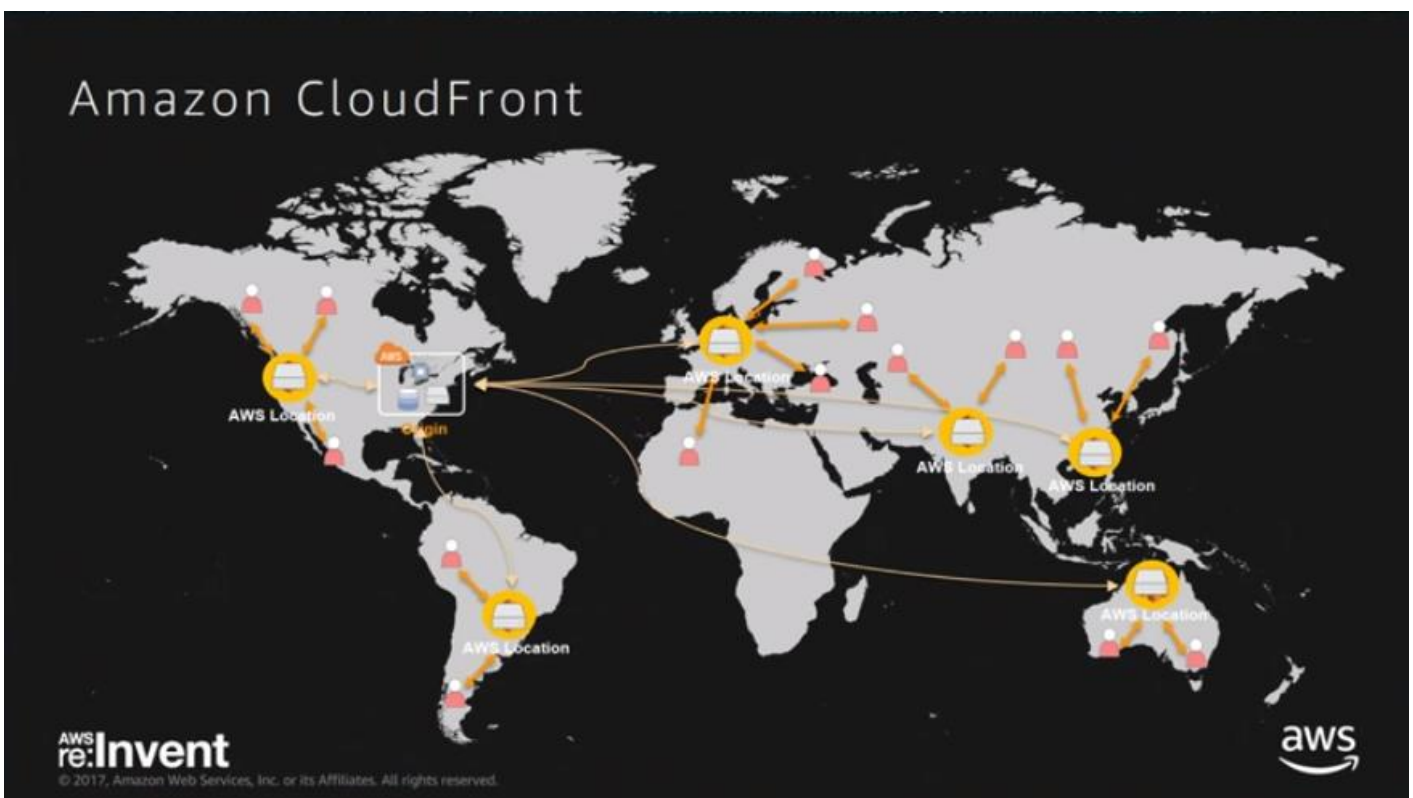 Amazon CloudFront
AWS
AWS Location
Origin
AWS Location
AWS Location
AWS Location
AWS Location
AWS Location
AWS re:Invent
aws
© 2017, Amazon Web Services, Inc. or its Affiliates. All rights reserved.